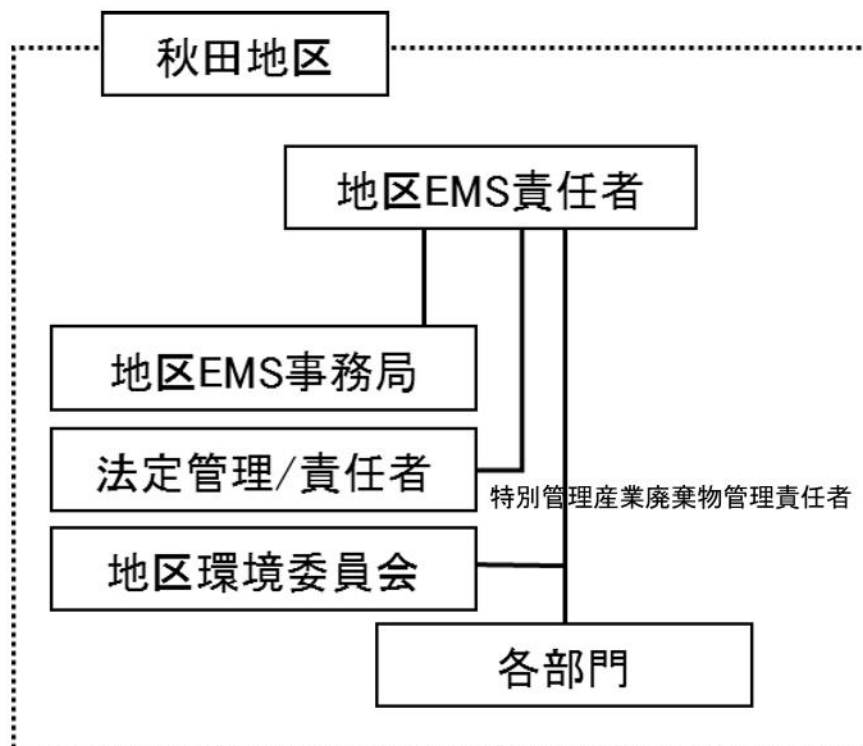 秋田地区
地区EMS責任者
地区EMS事務局
法定管理/責任者
特別管理産業廃棄物管理責任者
地区環境委員会
各部門